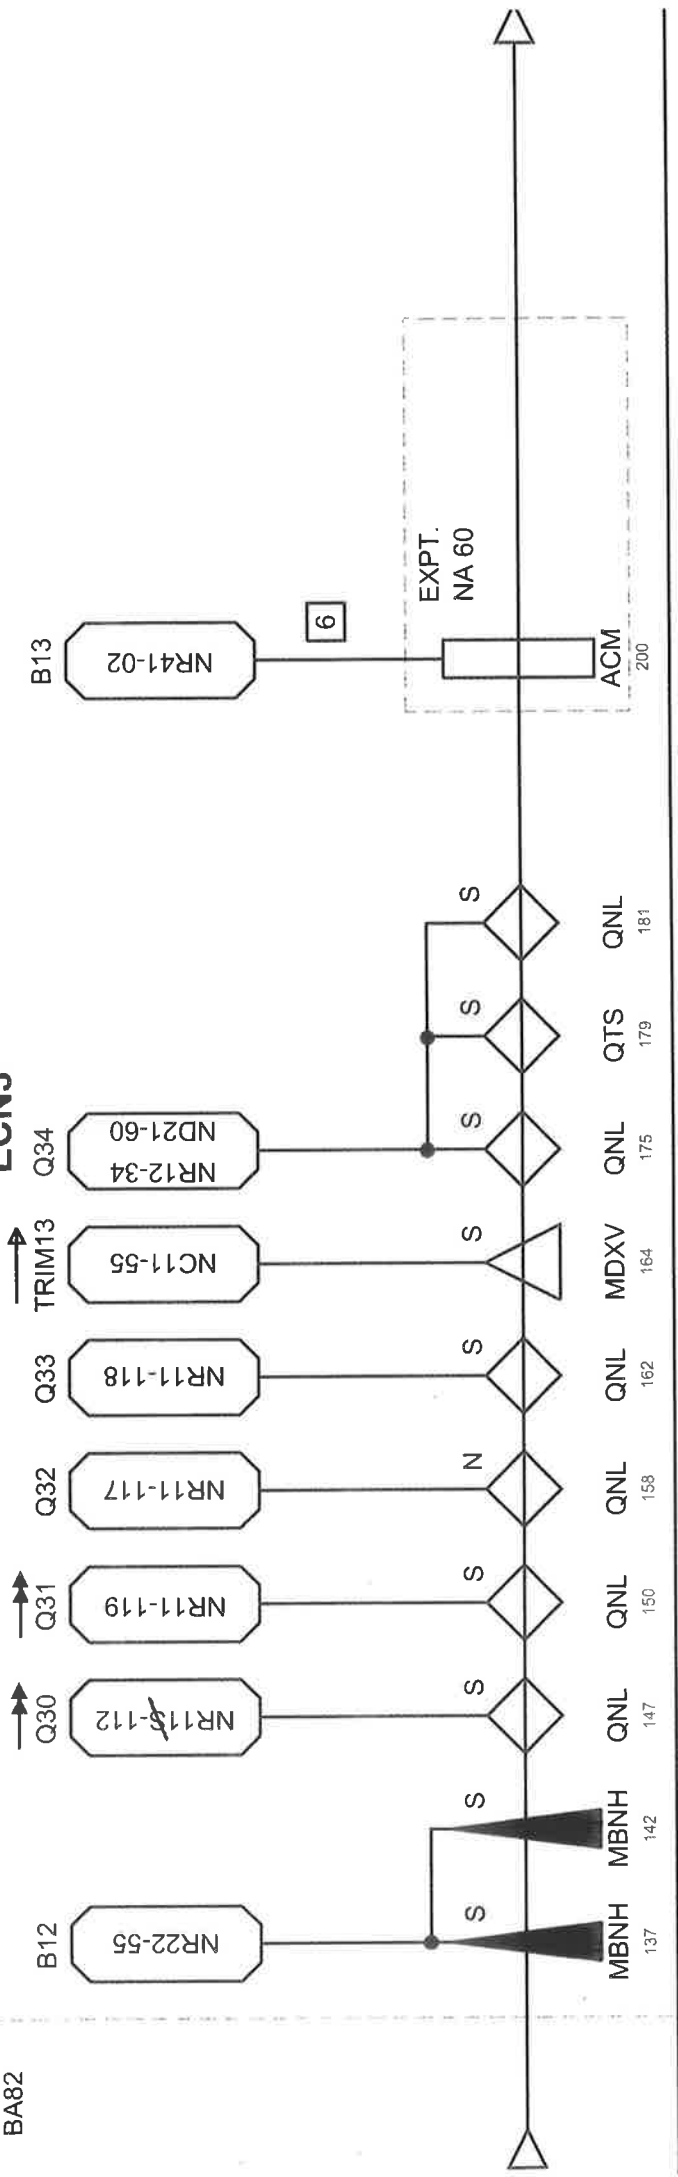 BA82
B12
NR22-55
S
MBNH
137
S
MBNH
142
Q30
NR11S-112
S
QNL
147
Q31
NR11-119
S
QNL
150
Q32
NR11-117
N
QNL
158
Q33
NR11-118
S
QNL
162
TRIM13
NC11-55
S
MDXV
164
Q34
NR12-34
ND21-60
S
QNL
175
S
QTS
179
S
QNL
181
B13
NR41-02
6
EXPT.
NA 60
ACM
200